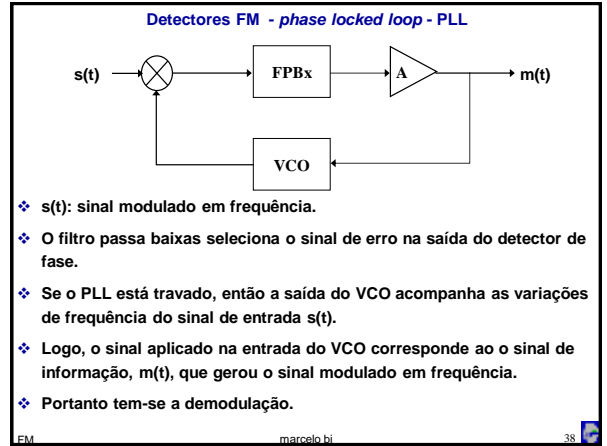 Detectores FM - phase locked loop - PLL
s(t)
FPBx
A
m(t)
VCO
s(t): sinal modulado em frequência.
O filtro passa baixas seleciona o sinal de erro na saída do detector de
fase.
Se o PLL está travado, então a saída do VCO acompanha as variações
de frequência do sinal de entrada s(t).
Logo, o sinal aplicado na entrada do VCO corresponde ao o sinal de
informação, m(t), que gerou o sinal modulado em frequência.
Portanto tem-se a demodulação.
FM marcelo bj 38